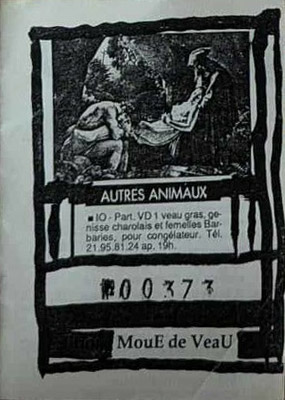 AUTRES ANIMAUX
■ IO - Part. VD 1 veau gras, gé-
nisse charolais et femelles Bar-
baries, pour congélateur. Tél.
21.95.81.24 ap. 19h.
00373
MouE de VeaU